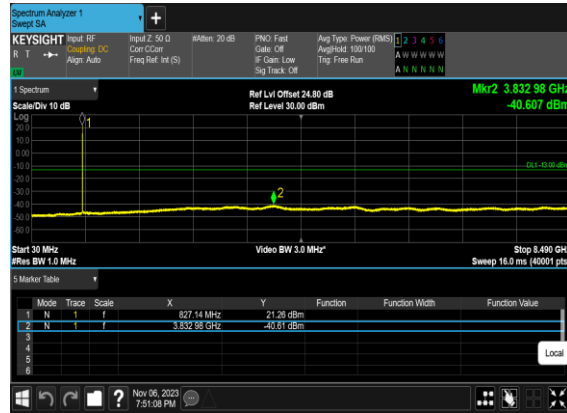 Spectrum Analyzer 1
Swept SA
+
KEYSIGHT
R T
Input: RF
Coupling: DC
Align: Auto
Input Z: 50 Ω
Corr CCorr
Freq Ref: Int (S)
#Atten: 20 dB
PNO: Fast
Gate: Off
IF Gain: Low
Sig Track: Off
Avg Type: Power (RMS)
Avg|Hold: 100/100
Trig: Free Run
1 2 3 4 5 6
A W W W W W
A N N N N N
1 Spectrum
Scale/Div 10 dB
Ref Lvl Offset 24.80 dB
Ref Level 30.00 dBm
Mkr2 3.832 98 GHz
-40.607 dBm
Log
20.0
10.0
0.00
-10.0
-20.0
-30.0
-40.0
-50.0
-60.0
1
DL1 -13.00 dBm
2
Start 30 MHz
#Res BW 1.0 MHz
Video BW 3.0 MHz*
Stop 8.490 GHz
Sweep 16.0 ms (40001 pts)
5 Marker Table
Mode Trace Scale X Y Function Function Width Function Value
1 N 1 f 827.14 MHz 21.26 dBm
2 N 1 f 3.832 98 GHz -40.61 dBm
3
4
5
6
Local
?
Nov 06, 2023
7:51:08 PM